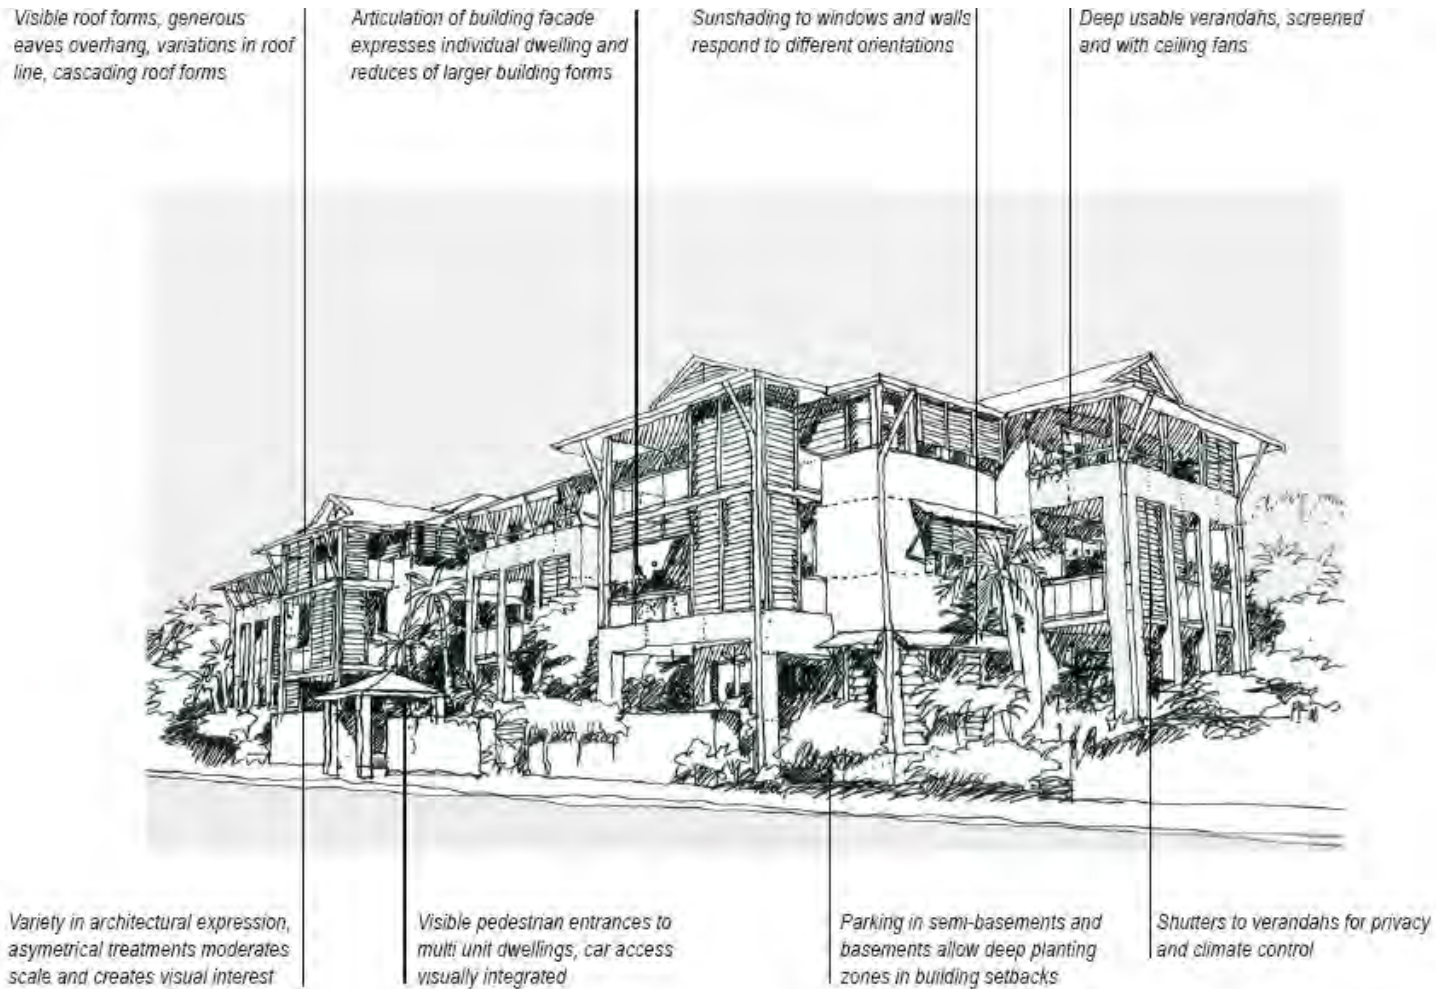 Visible roof forms, generous
eaves overhang, variations in roof
line, cascading roof forms
Articulation of building facade
expresses individual dwelling and
reduces of larger building forms
Sunshading to windows and walls
respond to different orientations
Deep usable verandahs, screened
and with ceiling fans
Variety in architectural expression,
asymetrical treatments moderates
scale and creates visual interest
Visible pedestrian entrances to
multi unit dwellings, car access
visually integrated
Parking in semi-basements and
basements allow deep planting
zones in building setbacks
Shutters to verandahs for privacy
and climate control